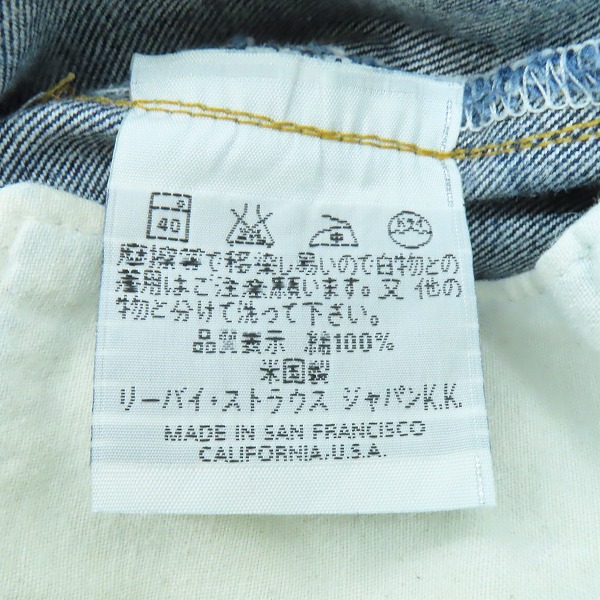 40
摩擦等で移染し易いので白物との
着用はご注意願います。又 他の
物と分けて洗って下さい。
品質表示 綿100%
米国製
リーバイ・ストラウス ジャパンK.K.
MADE IN SAN FRANCISCO
CALIFORNIA, U.S.A.